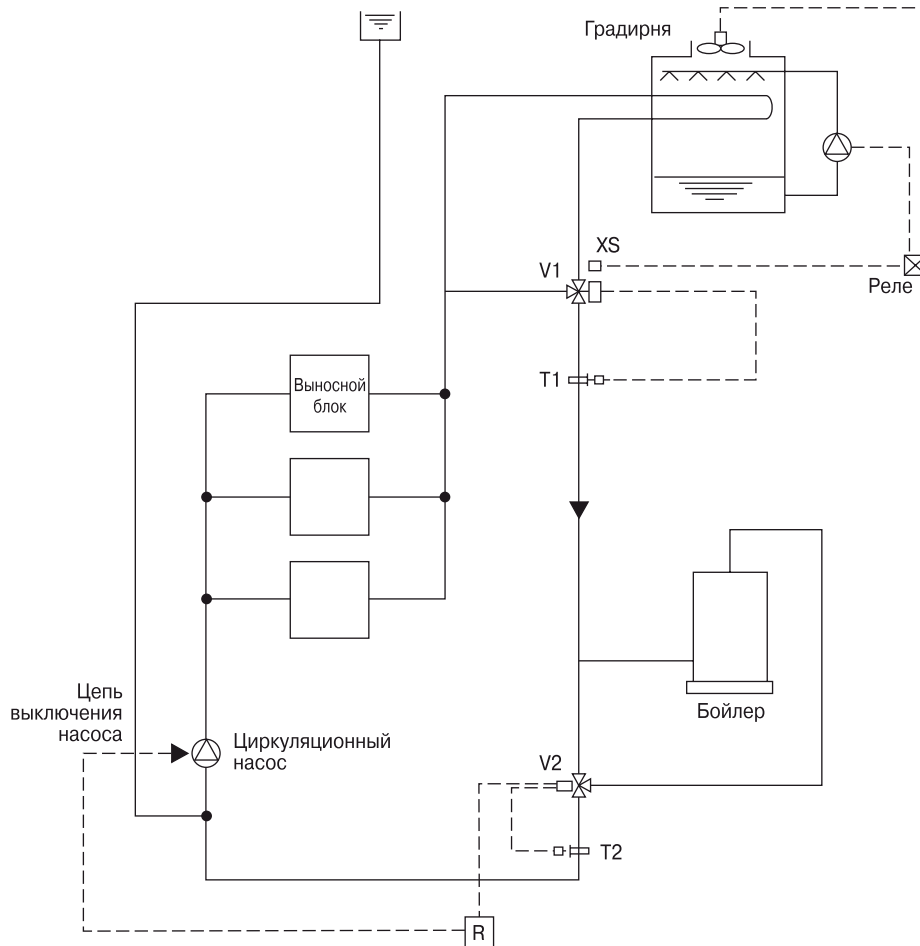 Градирня
XS
V1
Реле
T1
Выносной
блок
Цепь
выключения
насоса
Бойлер
Циркуляционный
насос
V2
T2
R